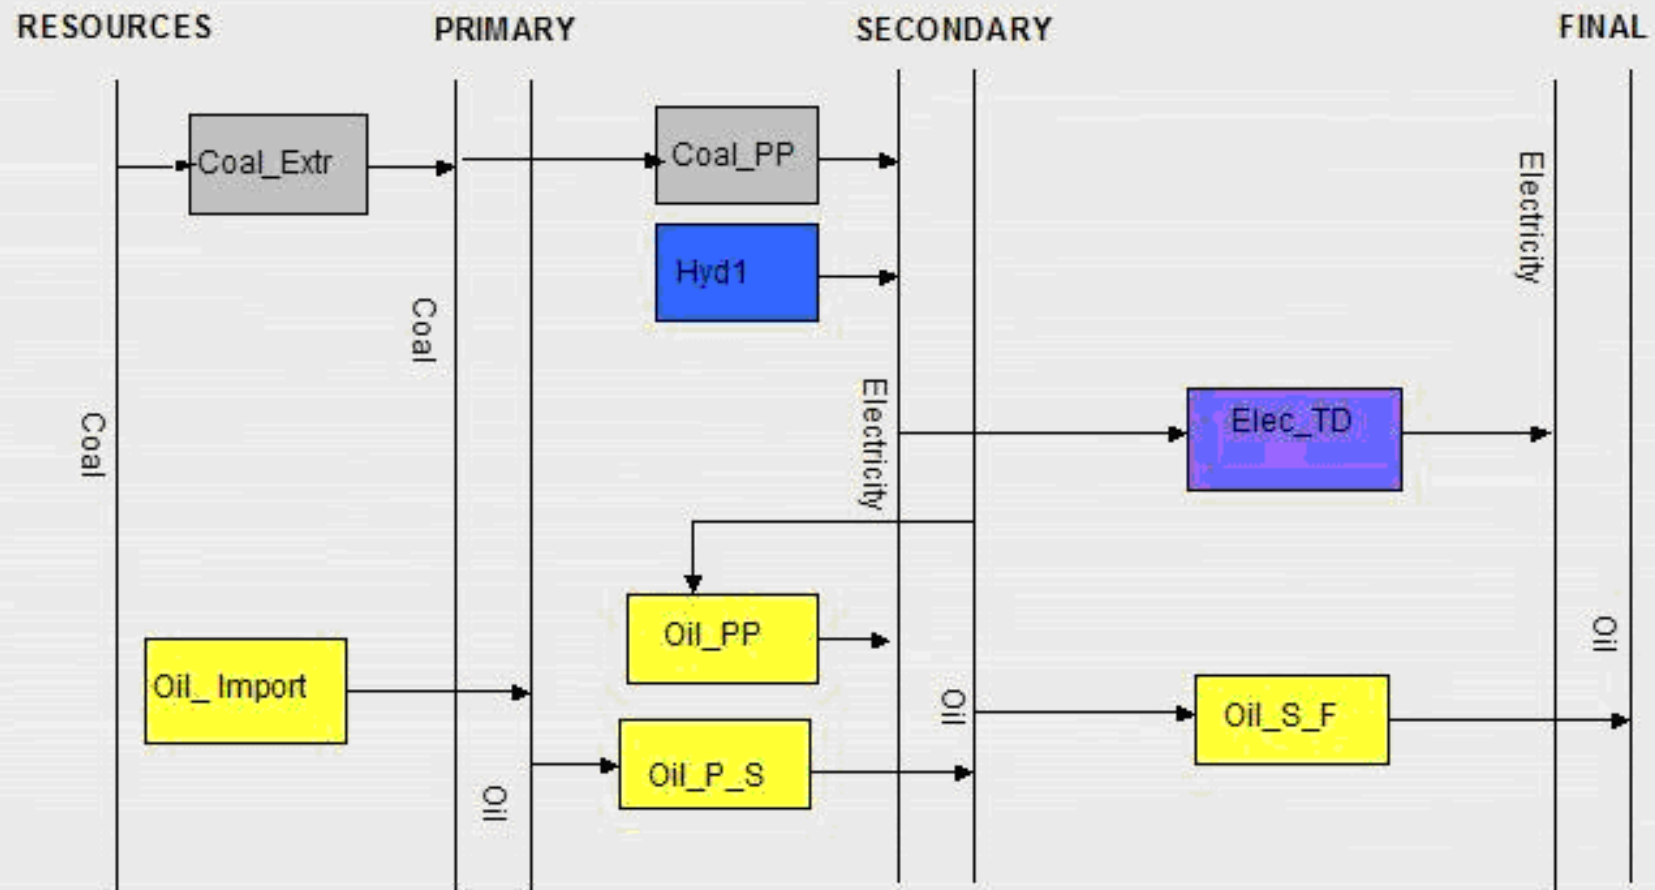 RESOURCES
PRIMARY
SECONDARY
FINAL
Coal_Extr
Coal_PP
Hyd1
Electricity
Coal
Electricity
Coal
Elec_TD
Oil_PP
Oil
Oil_ Import
Oil
Oil_S_F
Oil_P_S
Oil